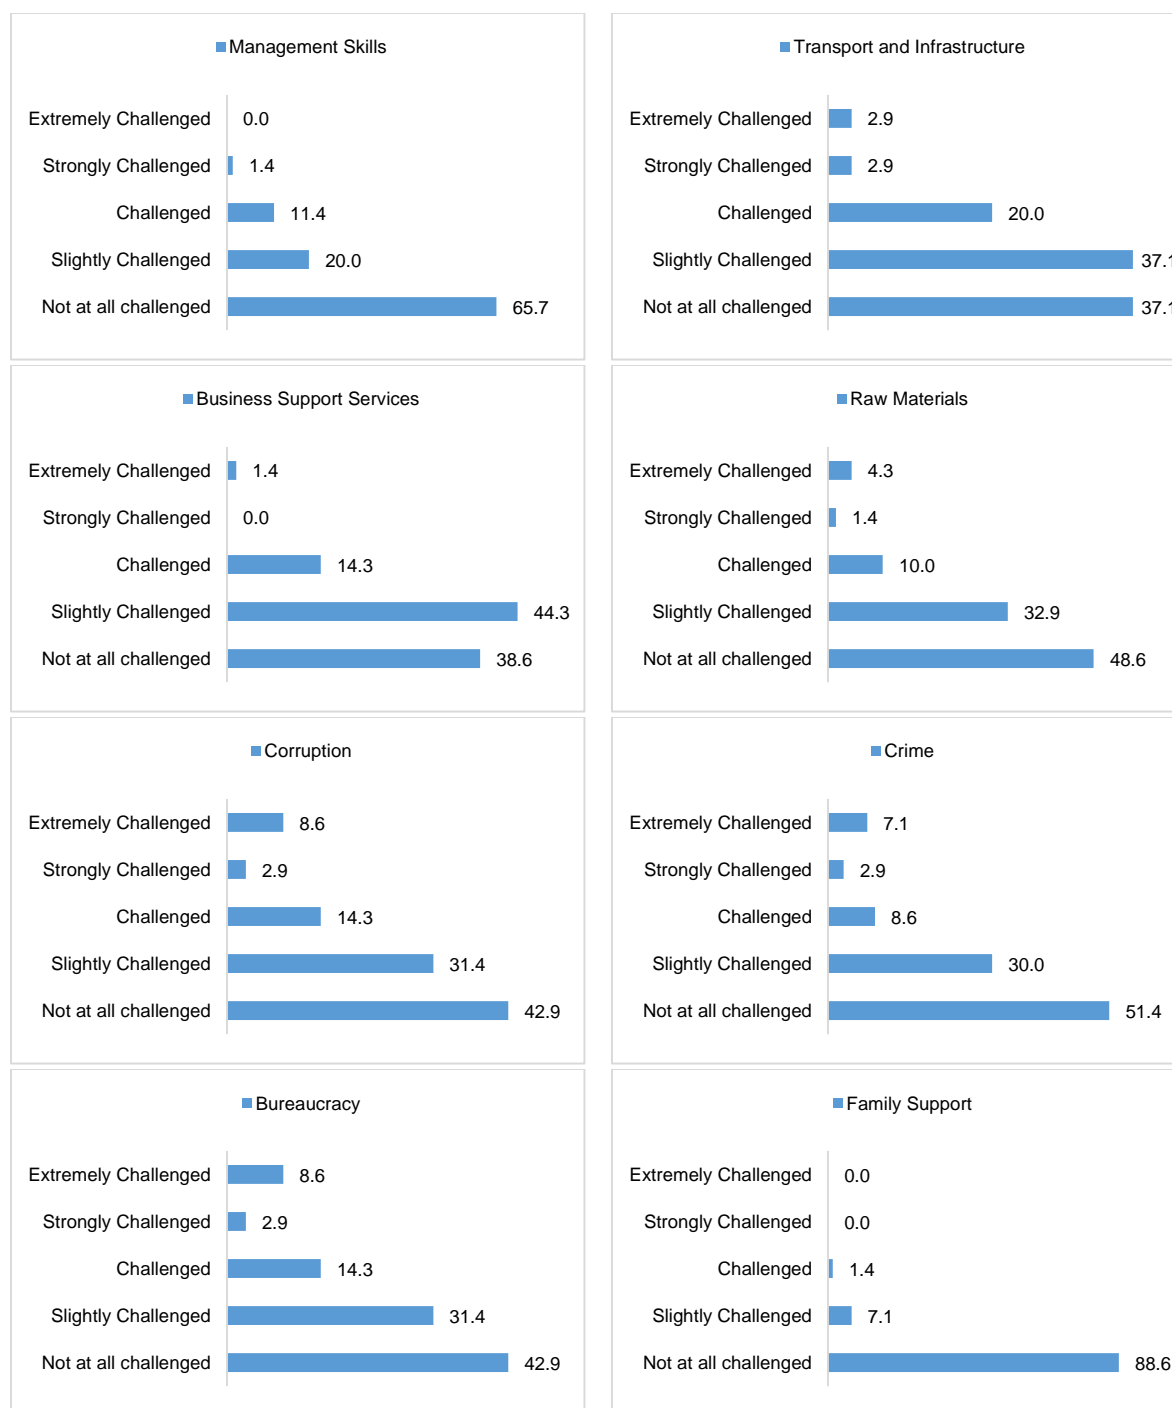 Management Skills
Extremely Challenged 0.0
Strongly Challenged 1.4
Challenged 11.4
Slightly Challenged 20.0
Not at all challenged 65.7
Transport and Infrastructure
Extremely Challenged 2.9
Strongly Challenged 2.9
Challenged 20.0
Slightly Challenged 37.1
Not at all challenged 37.1
Business Support Services
Extremely Challenged 1.4
Strongly Challenged 0.0
Challenged 14.3
Slightly Challenged 44.3
Not at all challenged 38.6
Raw Materials
Extremely Challenged 4.3
Strongly Challenged 1.4
Challenged 10.0
Slightly Challenged 32.9
Not at all challenged 48.6
Corruption
Extremely Challenged 8.6
Strongly Challenged 2.9
Challenged 14.3
Slightly Challenged 31.4
Not at all challenged 42.9
Crime
Extremely Challenged 7.1
Strongly Challenged 2.9
Challenged 8.6
Slightly Challenged 30.0
Not at all challenged 51.4
Bureaucracy
Extremely Challenged 8.6
Strongly Challenged 2.9
Challenged 14.3
Slightly Challenged 31.4
Not at all challenged 42.9
Family Support
Extremely Challenged 0.0
Strongly Challenged 0.0
Challenged 1.4
Slightly Challenged 7.1
Not at all challenged 88.6